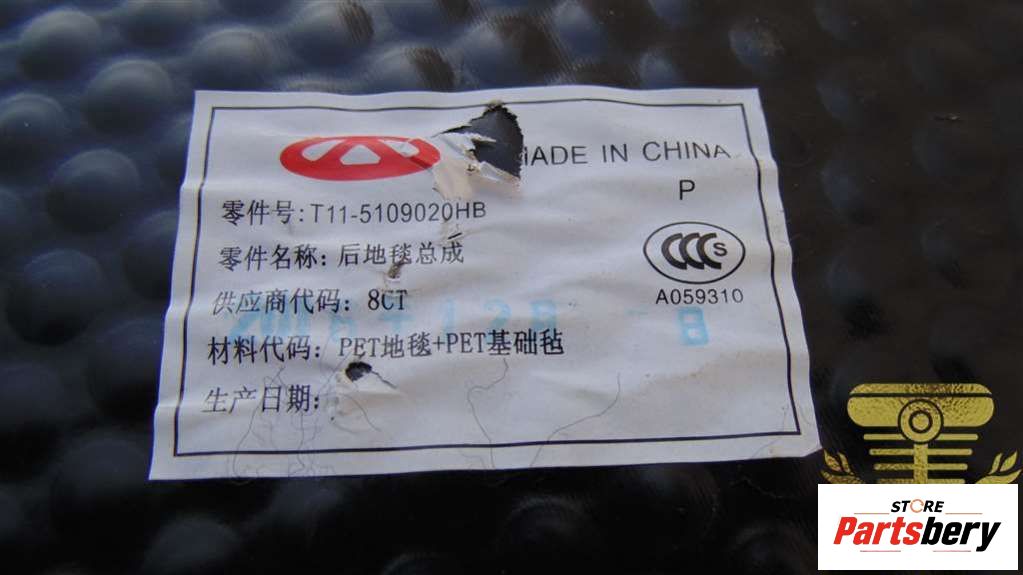 MADE IN CHINA
P
零件号: T11-5109020HB
零件名称: 后地毯总成
S
A059310
供应商代码: 8CT
材料代码: PET地毯+PET基础毡
生产日期:
STORE
Partsbery